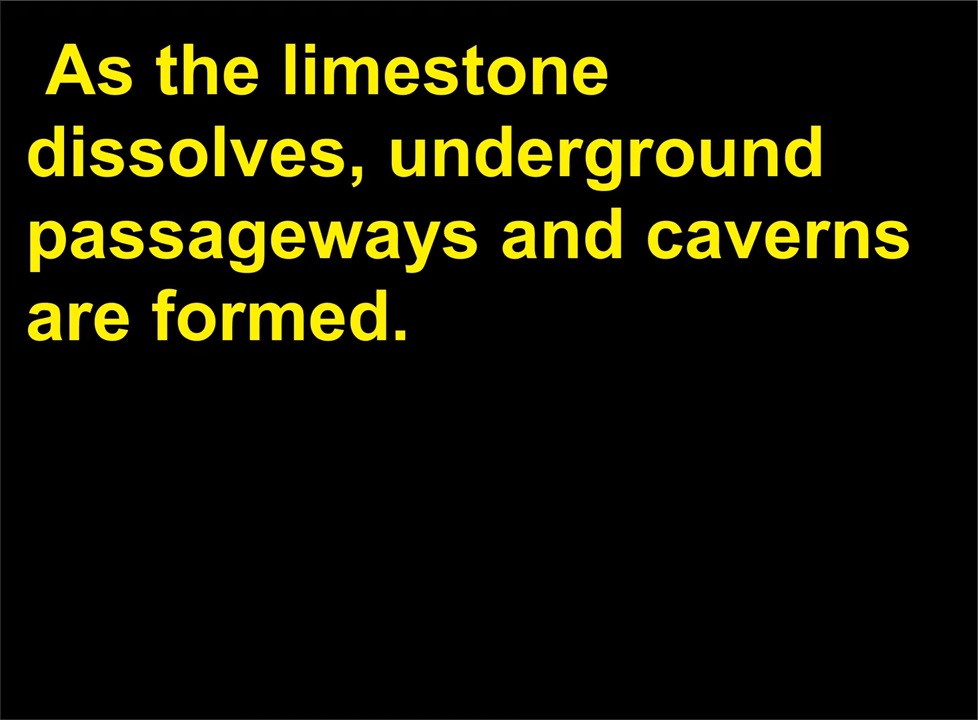 As the limestone
dissolves, underground
passageways and caverns
are formed.